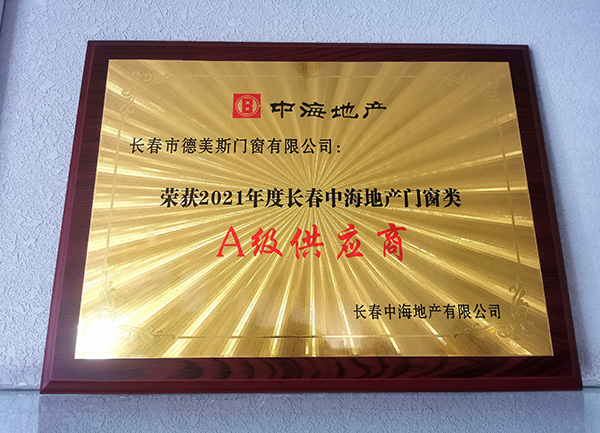 中海地产
长春市德美斯门窗有限公司：
荣获2021年度长春中海地产门窗类
A级供应商
长春中海地产有限公司